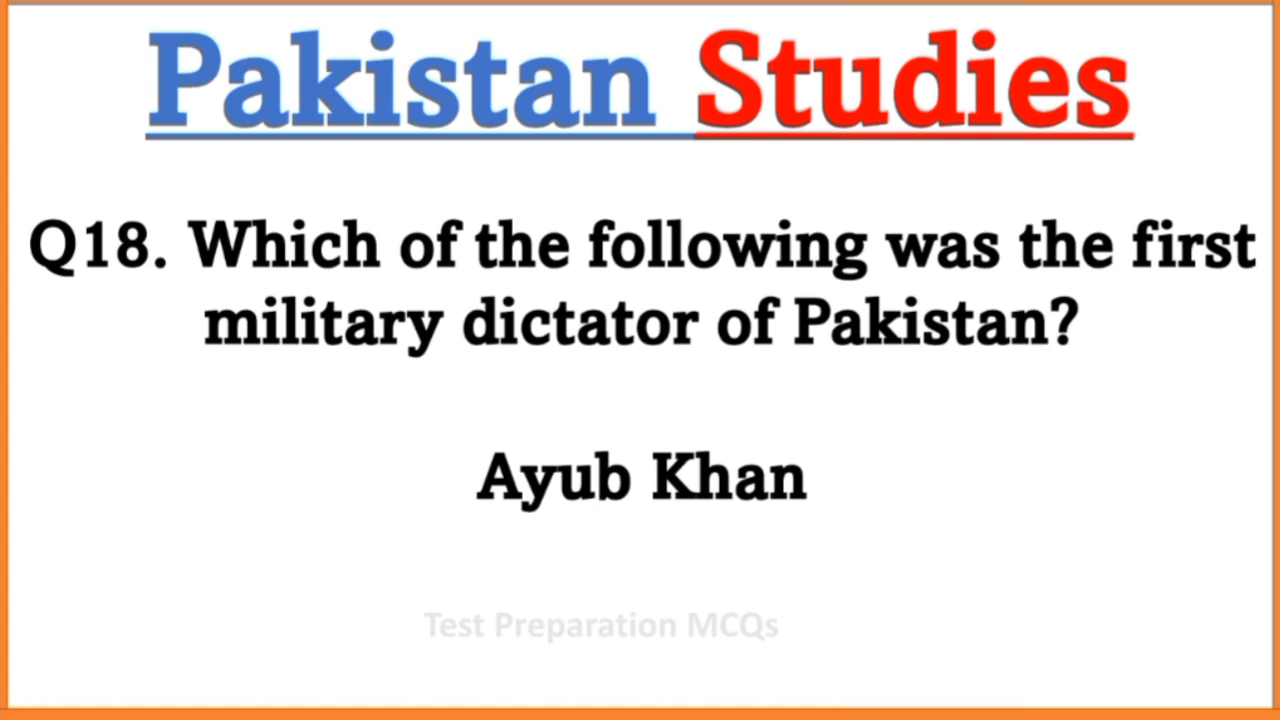 Pakistan Studies
Q18. Which of the following was the first
military dictator of Pakistan?
Ayub Khan
Test Preparation MCQs